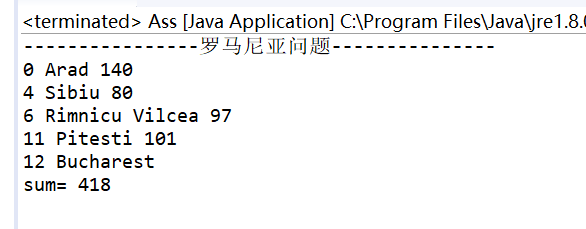 <terminated> Ass [Java Application] C:\Program Files\Java\jre1.8.0
----------------罗马尼亚问题---------------
0 Arad 140
4 Sibiu 80
6 Rimnicu Vilcea 97
11 Pitesti 101
12 Bucharest
sum= 418